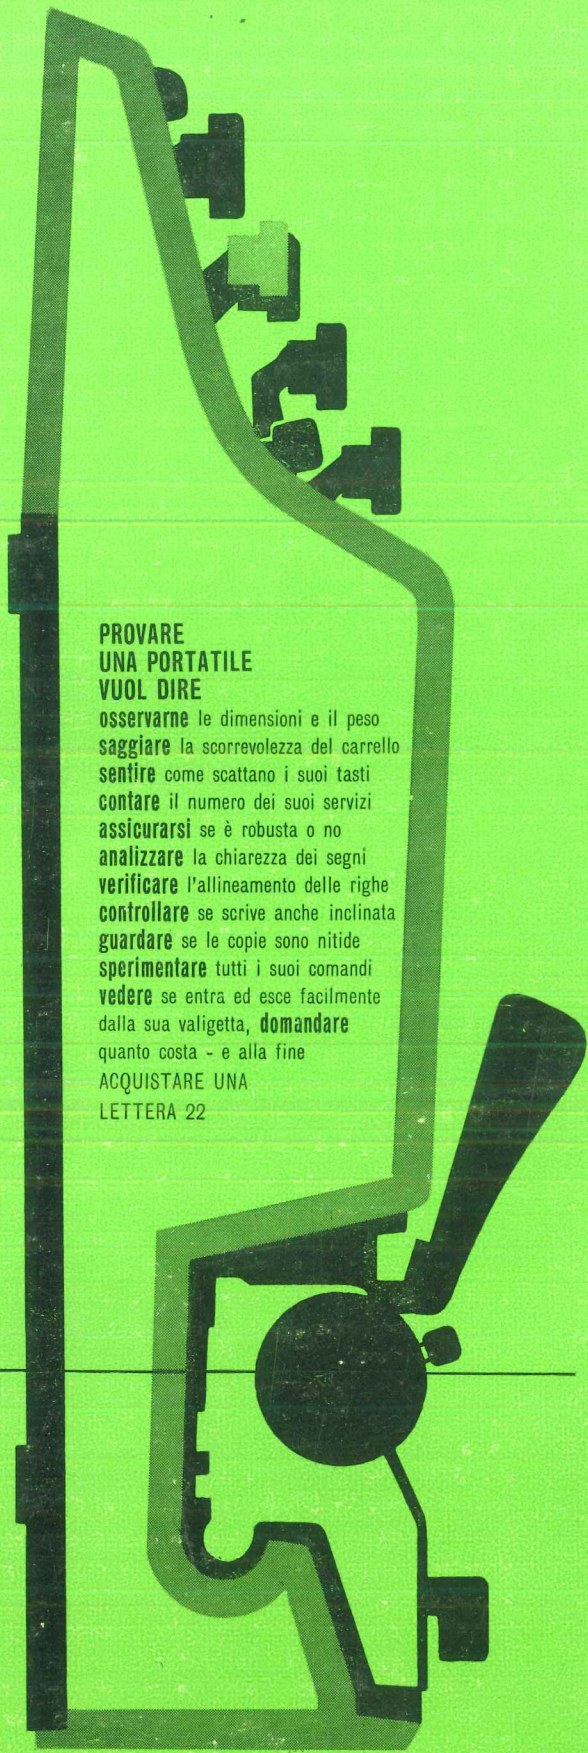 PROVARE
UNA PORTATILE
VUOL DIRE
osservarne le dimensioni e il peso
saggiare la scorrevolezza del carrello
sentire come scattano i suoi tasti
contare il numero dei suoi servizi
assicurarsi se è robusta o no
analizzare la chiarezza dei segni
verificare l'allineamento delle righe
controllare se scrive anche inclinata
guardare se le copie sono nitide
sperimentare tutti i suoi comandi
vedere se entra ed esce facilmente
dalla sua valigetta, domandare
quanto costa - e alla fine
ACQUISTARE UNA
LETTERA 22